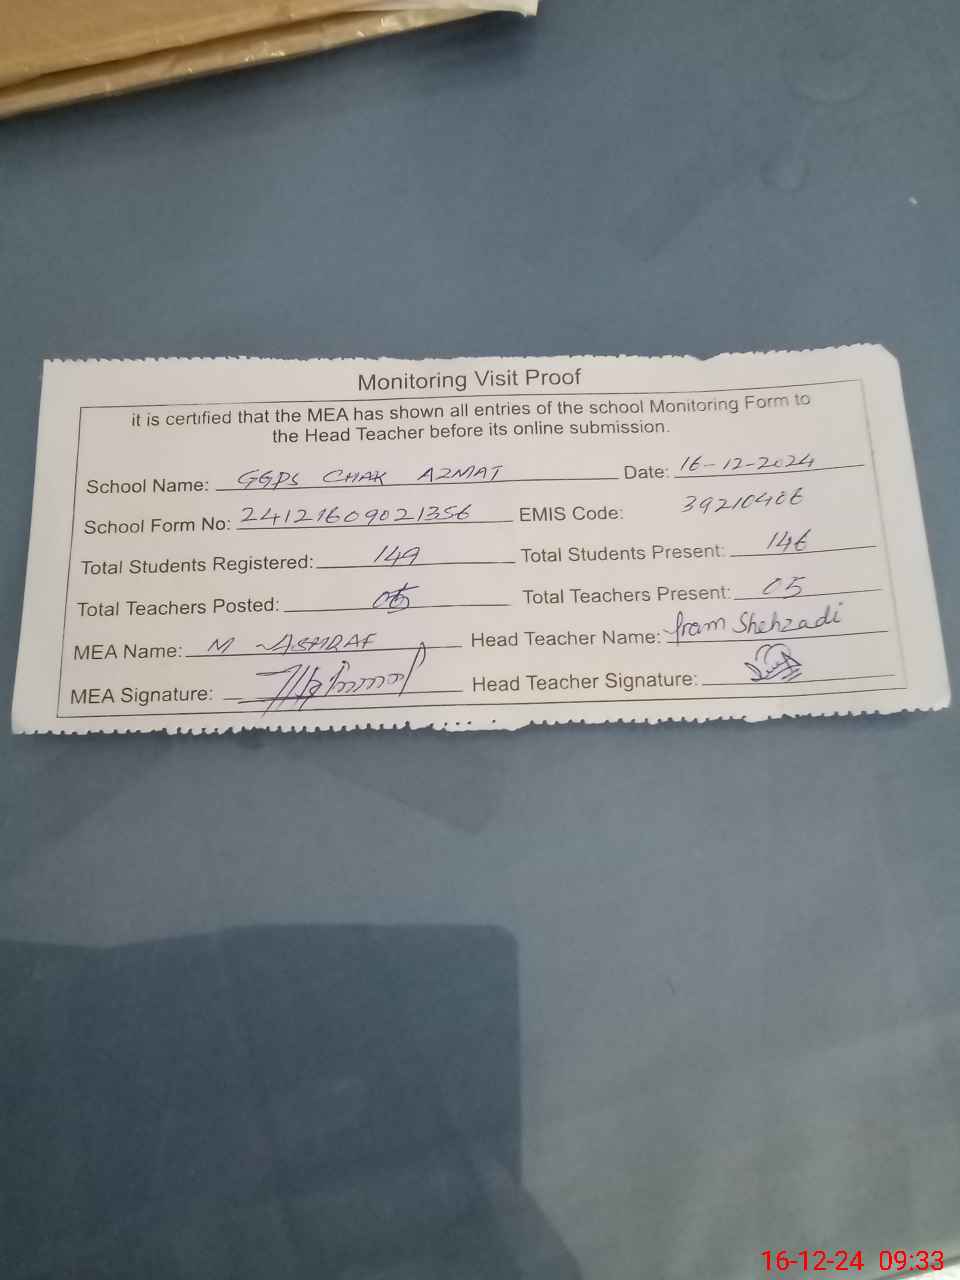 Monitoring Visit Proof
it is certified that the MEA has shown all entries of the school Monitoring Form to
the Head Teacher before its online submission.
School Name: GGPS CHAK AZMAT Date: 16-12-2024
School Form No: 24121609021356 EMIS Code: 39210406
Total Students Registered: 149 Total Students Present: 146
Total Teachers Posted: 05 Total Teachers Present: 05
MEA Name: M ASHRAF Head Teacher Name: Iram Shehzadi
MEA Signature: Head Teacher Signature:
16-12-24 09:33